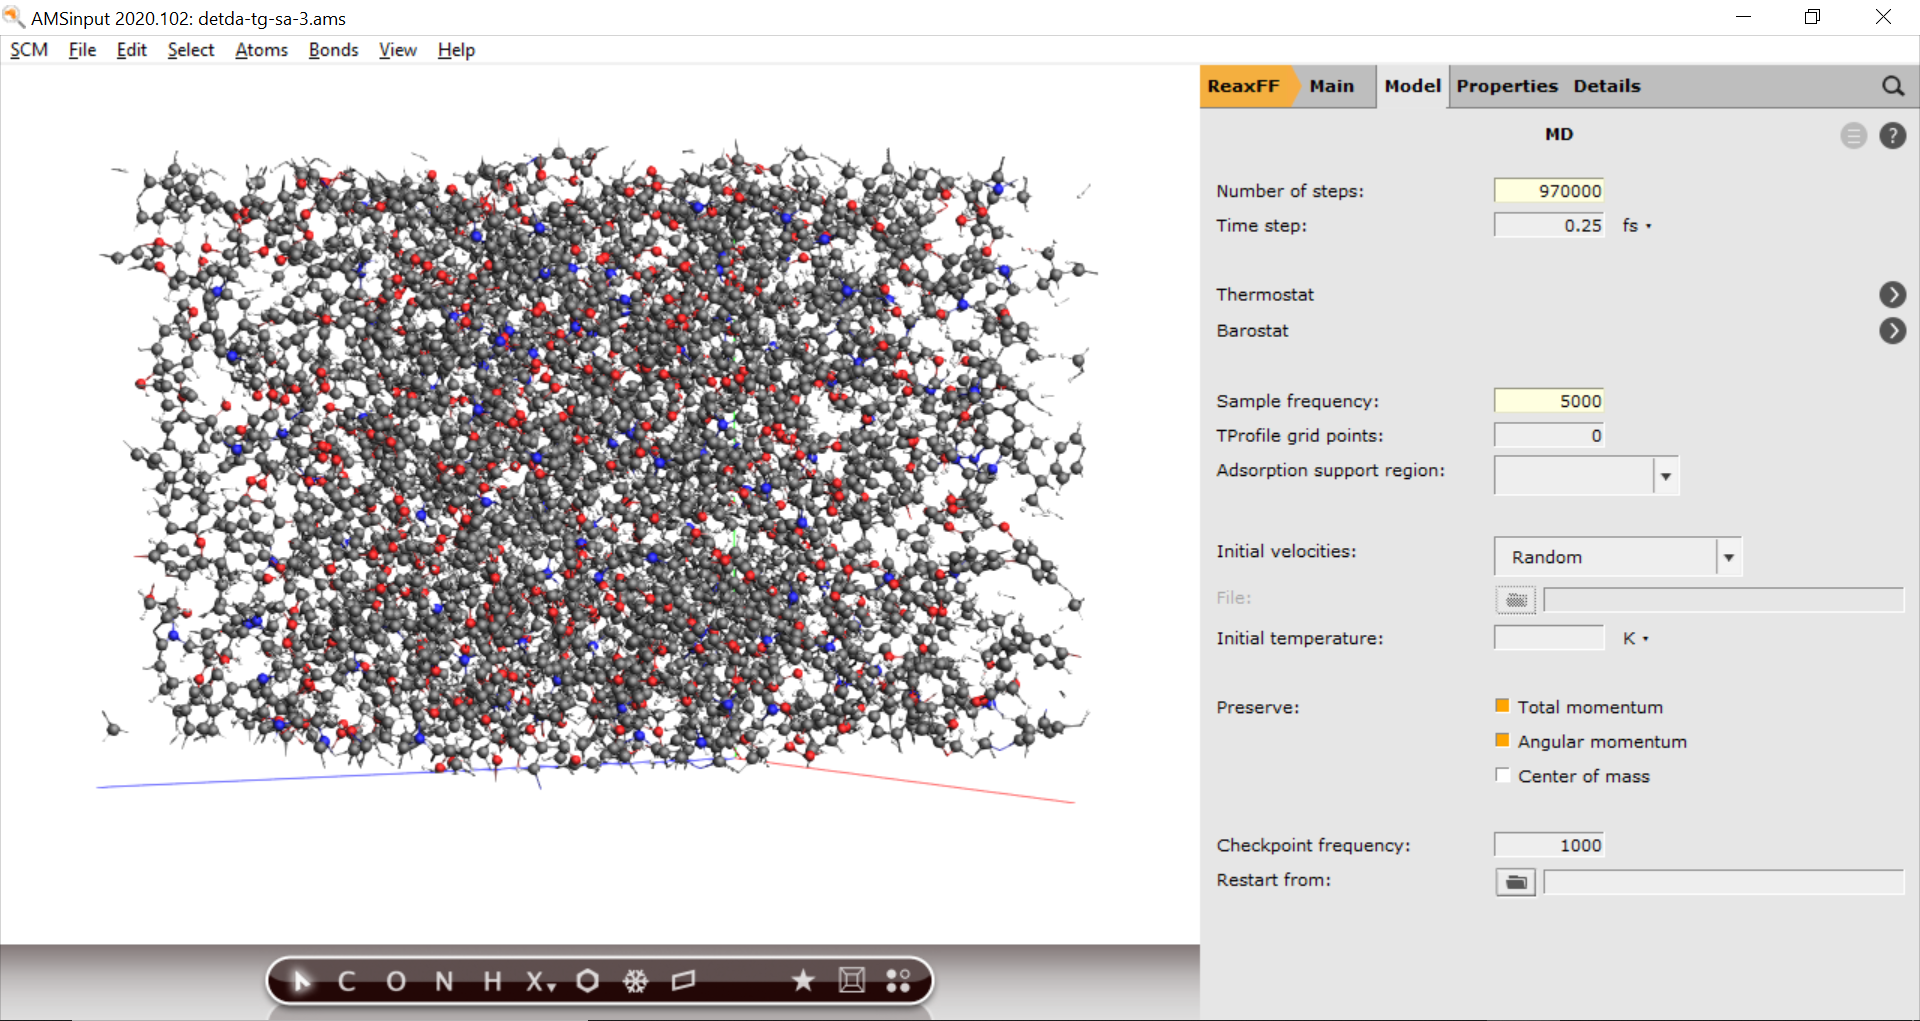 AMSinput 2020.102: detda-tg-sa-3.ams
SCM File Edit Select Atoms Bonds View Help
ReaxFF Main Model Properties Details
MD
?
Number of steps: 970000
Time step: 0.25 fs
Thermostat
Barostat
Sample frequency: 5000
TProfile grid points: 0
Adsorption support region:
Initial velocities: Random
File:
Initial temperature: K
Preserve: Total momentum
Angular momentum
Center of mass
Checkpoint frequency: 1000
Restart from:
C O N H X